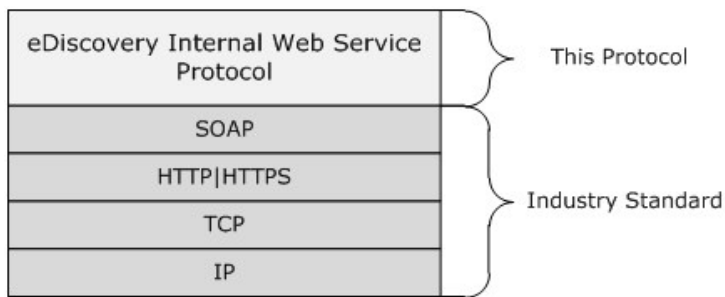 eDiscovery Internal Web Service
Protocol
This Protocol
SOAP
HTTP|HTTPS
TCP
IP
Industry Standard